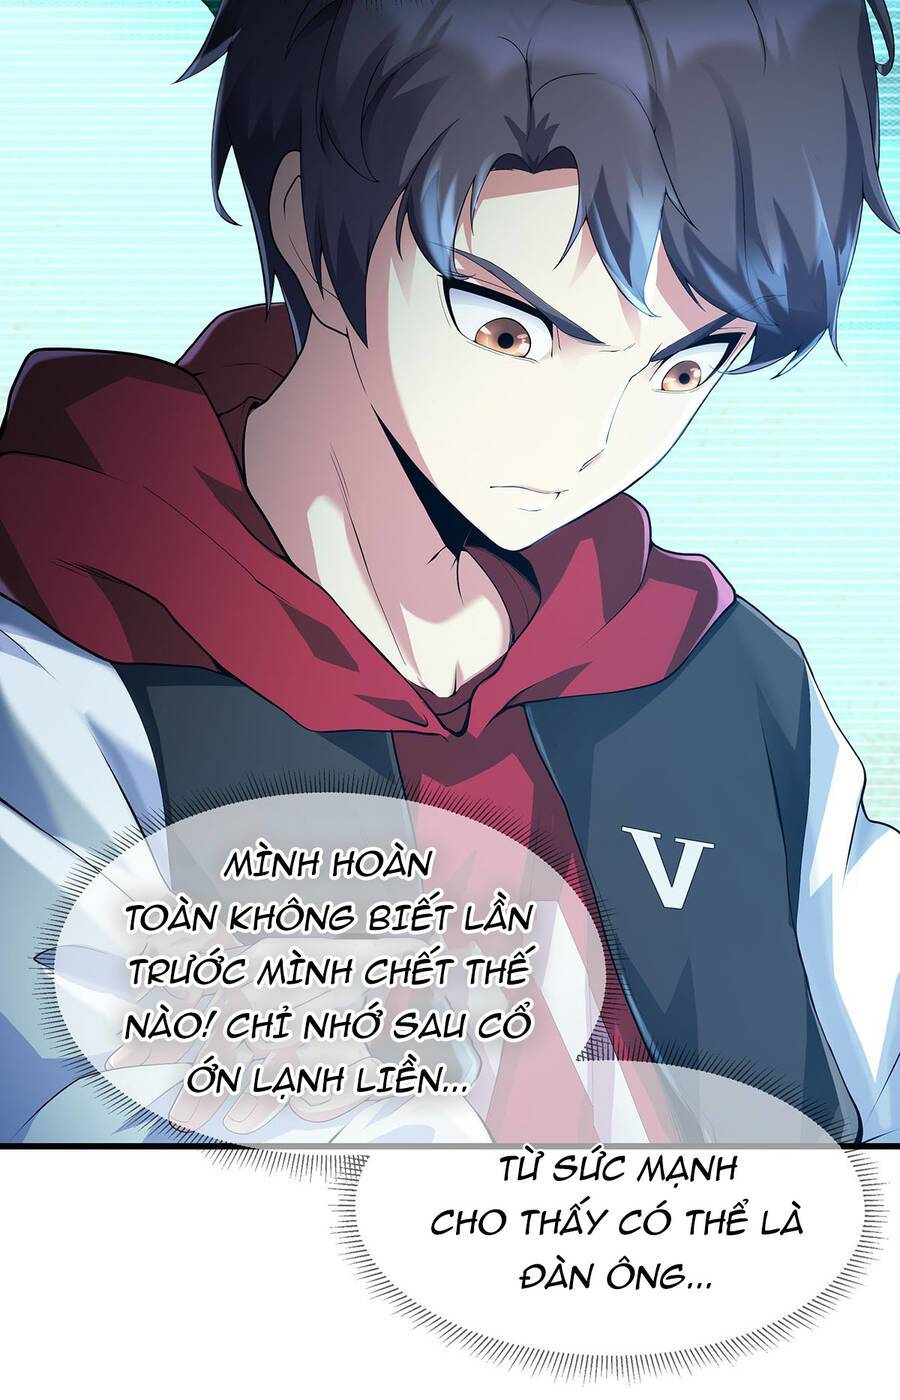 V
MÌNH HOÀN
TOÀN KHÔNG BIẾT LẦN
TRƯỚC MÌNH CHẾT THẾ
NÀO! CHỈ NHỚ SAU CỔ
ỚN LẠNH LIỀN...
TỪ SỨC MẠNH
CHO THẤY CÓ THỂ LÀ
ĐÀN ÔNG...